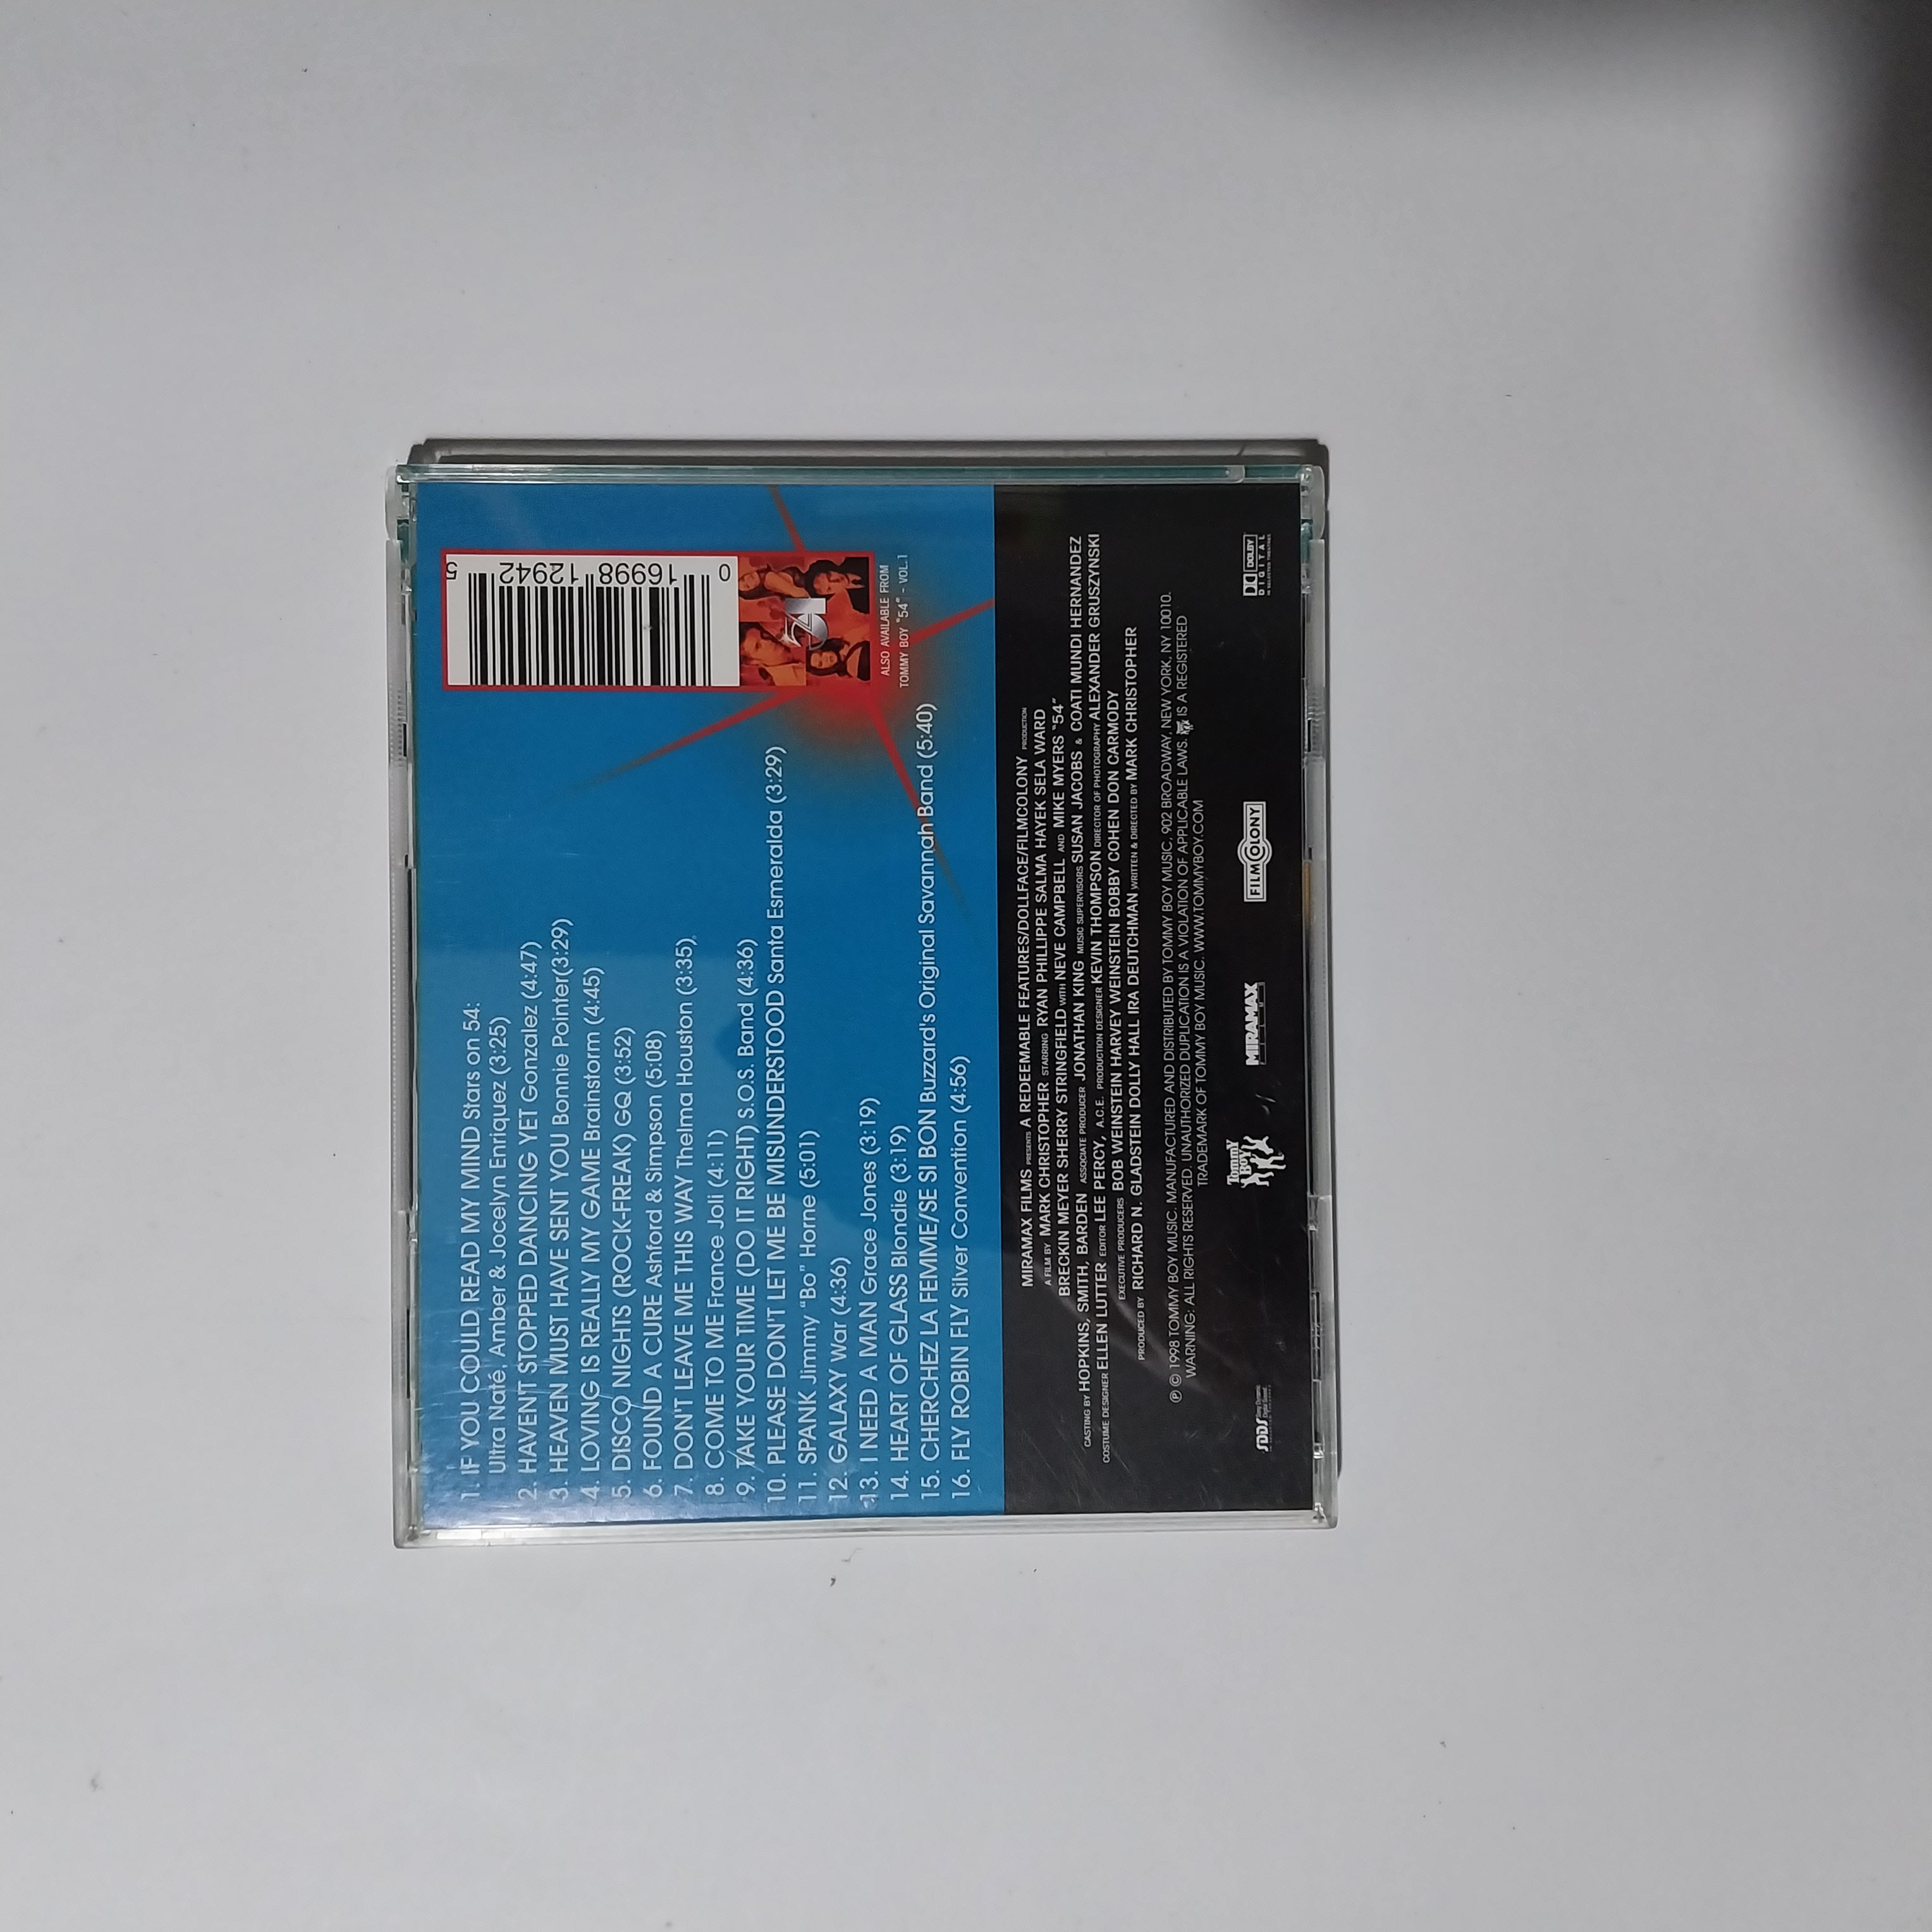 1. IF YOU COULD READ MY MIND Stars on 54:
Ultra Naté, Amber & Jocelyn Enriquez (3:25)
2. HAVENT STOPPED DANCING YET Gonzalez (4:47)
3. HEAVEN MUST HAVE SENT YOU Bonnie Pointer(3:29)
4. LOVING IS REALLY MY GAME Brainstorm (4:45)
5. DISCO NIGHTS (ROCK-FREAK) GQ (3:52)
6. FOUND A CURE Ashford & Simpson (5:08)
7. DON'T LEAVE ME THIS WAY Thelma Houston (3:35)
8. COME TO ME France Joli (4:11)
9. TAKE YOUR TIME (DO IT RIGHT) S.O.S. Band (4:36)
10. PLEASE DON'T LET ME BE MISUNDERSTOOD Santa Esmeralda (3:29)
11. SPANK Jimmy "Bo" Horne (5:01)
12. GALAXY War (4:36)
13. I NEED A MAN Grace Jones (3:19)
14. HEART OF GLASS Blondie (3:19)
15. CHERCHEZ LA FEMME/SE SI BON Buzzard's Original Savannah Band (5:40)
16. FLY ROBIN FLY Silver Convention (4:56)
0 16998 12942 5
54
ALSO AVAILABLE FROM
TOMMY BOY "54" - VOL.1
MIRAMAX FILMS PRESENTS A REDEEMABLE FEATURES/DOLLFACE/FILMCOLONY PRODUCTION
A FILM BY MARK CHRISTOPHER STARRING RYAN PHILLIPPE SALMA HAYEK SELA WARD
BRECKIN MEYER SHERRY STRINGFIELD WITH NEVE CAMPBELL AND MIKE MYERS "54"
CASTING BY HOPKINS, SMITH, BARDEN ASSOCIATE PRODUCER JONATHAN KING MUSIC SUPERVISORS SUSAN JACOBS & COATI MUNDI HERNANDEZ
COSTUME DESIGNER ELLEN LUTTER EDITOR LEE PERCY, A.C.E. PRODUCTION DESIGNER KEVIN THOMPSON DIRECTOR OF PHOTOGRAPHY ALEXANDER GRUSZYNSKI
EXECUTIVE PRODUCERS BOB WEINSTEIN HARVEY WEINSTEIN BOBBY COHEN DON CARMODY
PRODUCED BY RICHARD N. GLADSTEIN DOLLY HALL IRA DEUTCHMAN WRITTEN & DIRECTED BY MARK CHRISTOPHER
℗ © 1998 TOMMY BOY MUSIC. MANUFACTURED AND DISTRIBUTED BY TOMMY BOY MUSIC, 902 BROADWAY, NEW YORK, NY 10010.
WARNING: ALL RIGHTS RESERVED. UNAUTHORIZED DUPLICATION IS A VIOLATION OF APPLICABLE LAWS. IS A REGISTERED
TRADEMARK OF TOMMY BOY MUSIC. WWW.TOMMYBOY.COM
SDDS
Tommy Boy
MIRAMAX
FILMCOLONY
DOLBY
DIGITAL